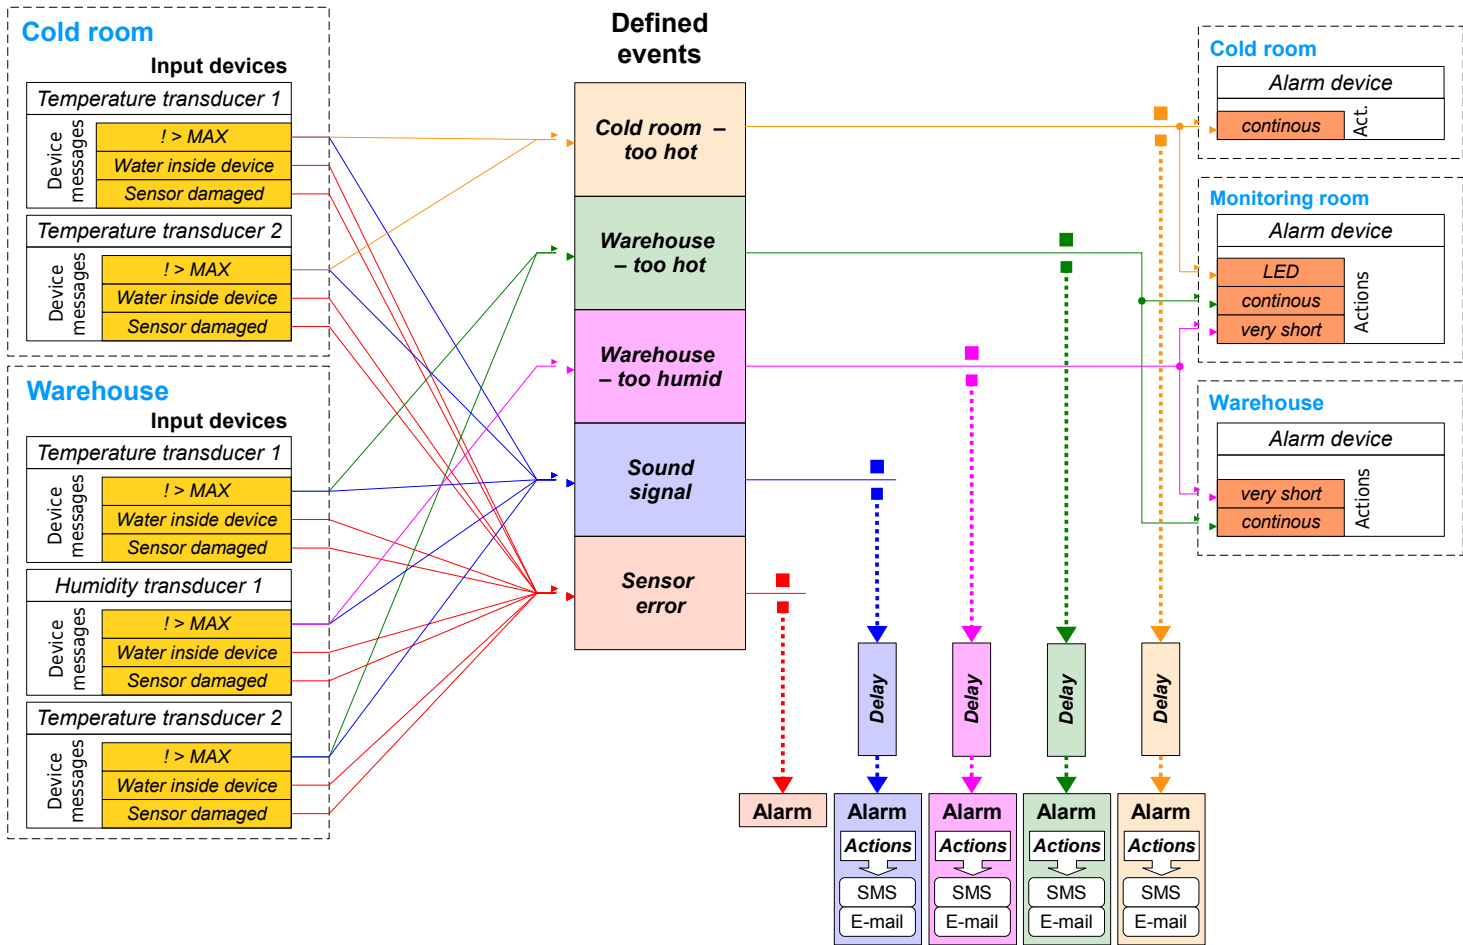 Cold room
Input devices
Temperature transducer 1
Device
messages
! > MAX
Water inside device
Sensor damaged
Temperature transducer 2
Device
messages
! > MAX
Water inside device
Sensor damaged
Warehouse
Input devices
Temperature transducer 1
Device
messages
! > MAX
Water inside device
Sensor damaged
Humidity transducer 1
Device
messages
! > MAX
Water inside device
Sensor damaged
Temperature transducer 2
Device
messages
! > MAX
Water inside device
Sensor damaged
Defined
events
Cold room –
too hot
Warehouse
– too hot
Warehouse
– too humid
Sound
signal
Sensor
error
Cold room
Alarm device
continous
Act.
Monitoring room
Alarm device
LED
continous
very short
Actions
Warehouse
Alarm device
very short
continous
Actions
Delay
Delay
Delay
Delay
Alarm
Alarm
Actions
SMS
E-mail
Alarm
Actions
SMS
E-mail
Alarm
Actions
SMS
E-mail
Alarm
Actions
SMS
E-mail